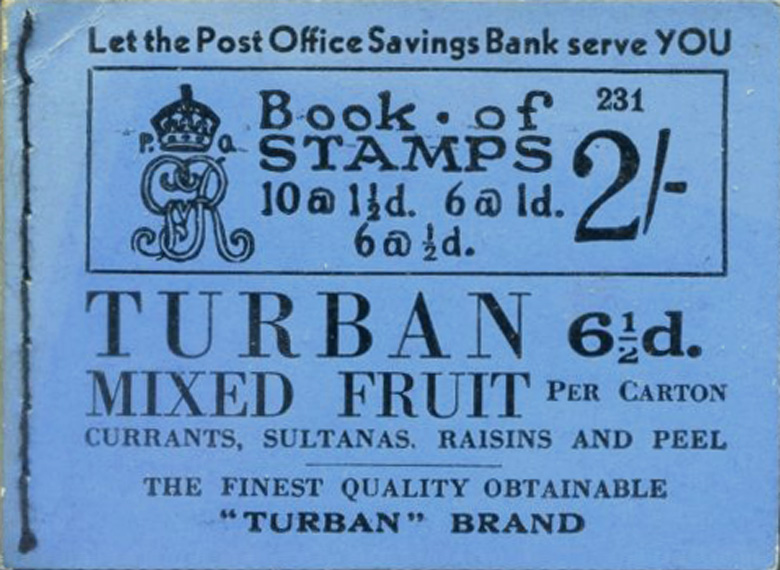 Let the Post Office Savings Bank serve YOU
231
P. O
GR
Book · of
STAMPS
2/-
10@1½d. 6@1d.
6@½d.
TURBAN 6½d.
MIXED FRUIT PER CARTON
CURRANTS, SULTANAS. RAISINS AND PEEL
THE FINEST QUALITY OBTAINABLE
"TURBAN" BRAND